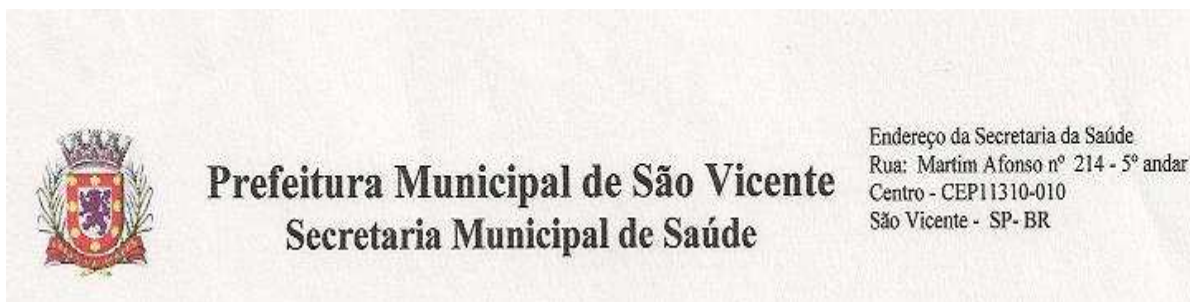 Prefeitura Municipal de São Vicente
Secretaria Municipal de Saúde
Endereço da Secretaria da Saúde
Rua: Martim Afonso nº 214 - 5º andar
Centro - CEP11310-010
São Vicente - SP- BR